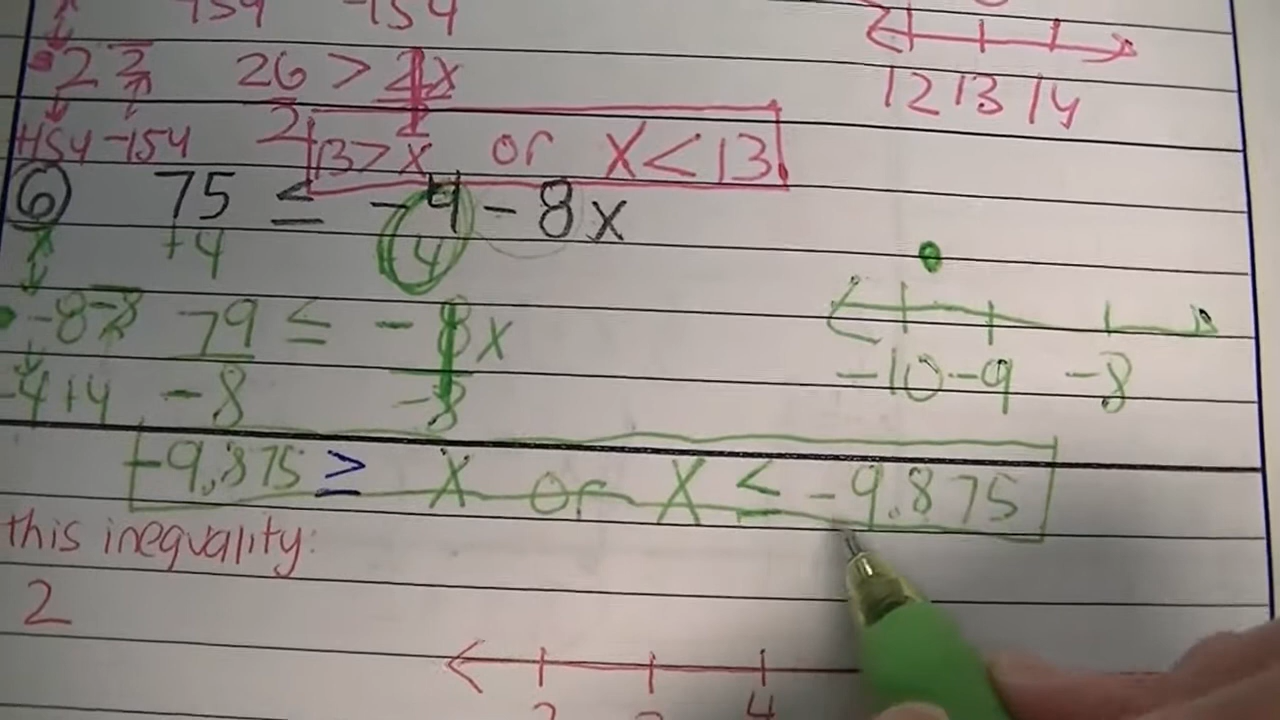 154 -154
2 2 26 > 2x
2 2
12 13 14
+154 -154 13 > x or x < 13
6 75 ≤ -4 - 8x
x +4 +4
-8 -8 79 ≤ -8x
-4 +4 -8 -8
-10 -9 -8
-9.875 ≥ x or x ≤ -9.875
this inequality:
2
4